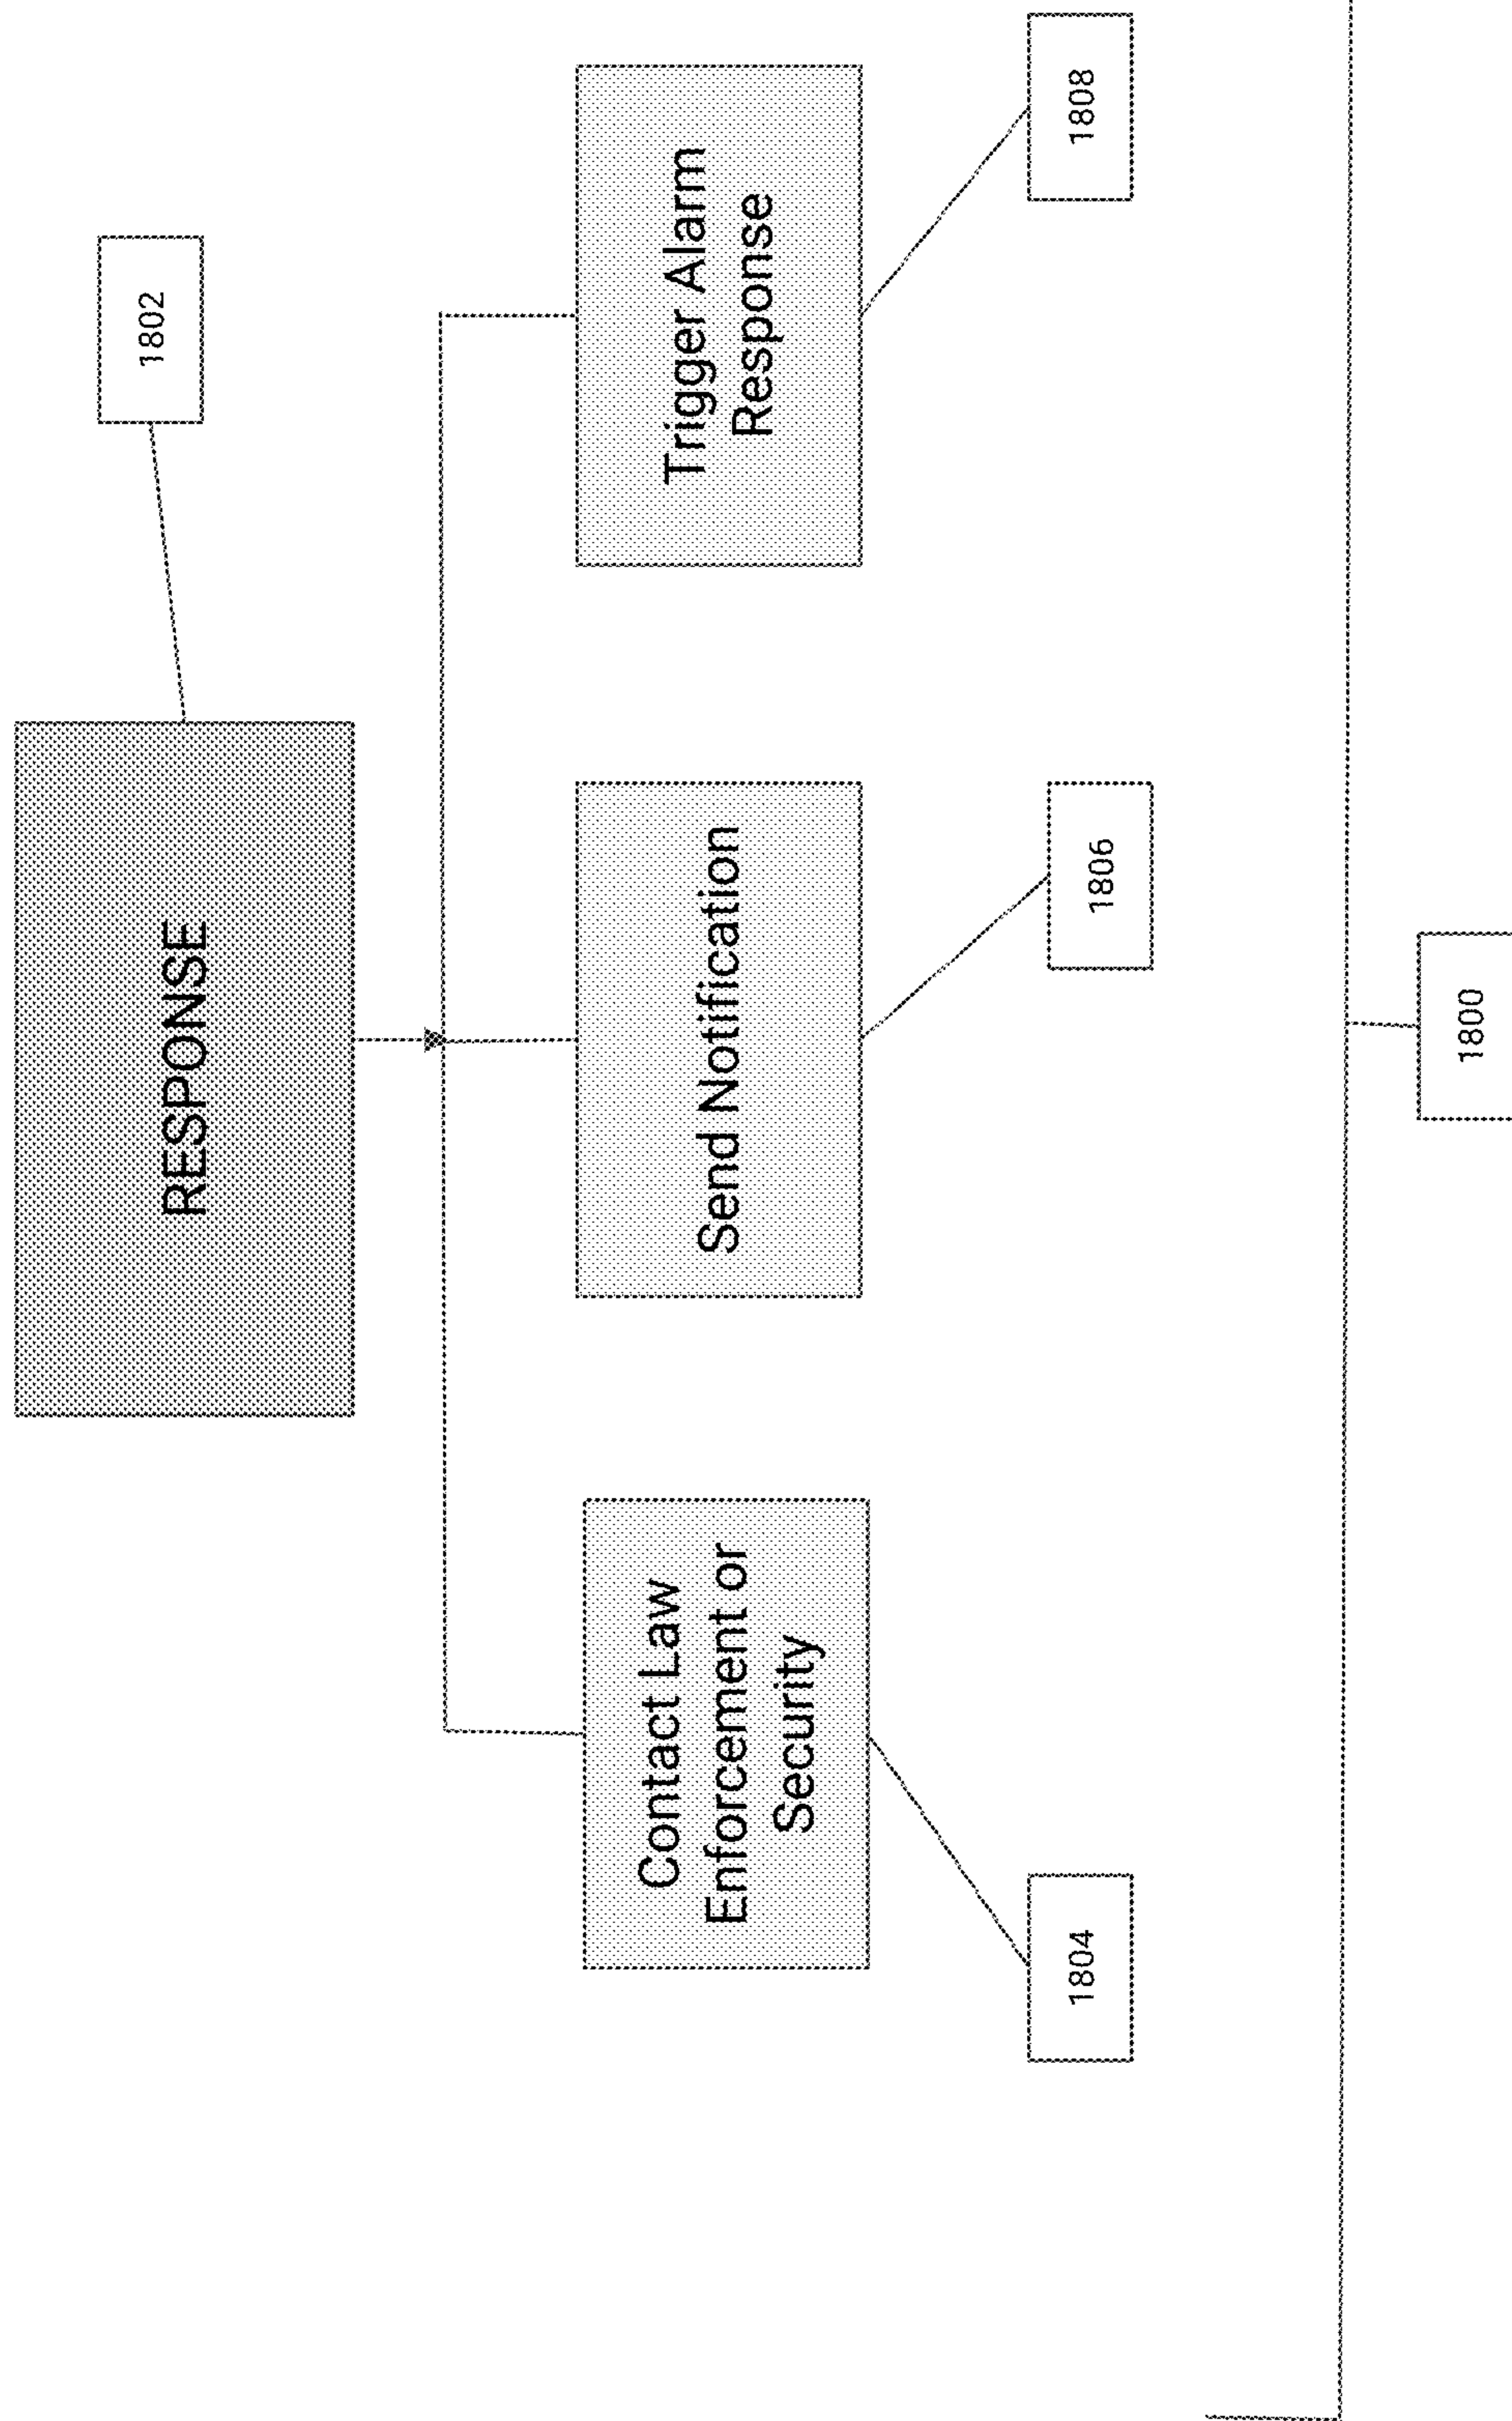 RESPONSE
1802
Contact Law
Enforcement or
Security
Send Notification
Trigger Alarm
Response
1804
1806
1808
1800